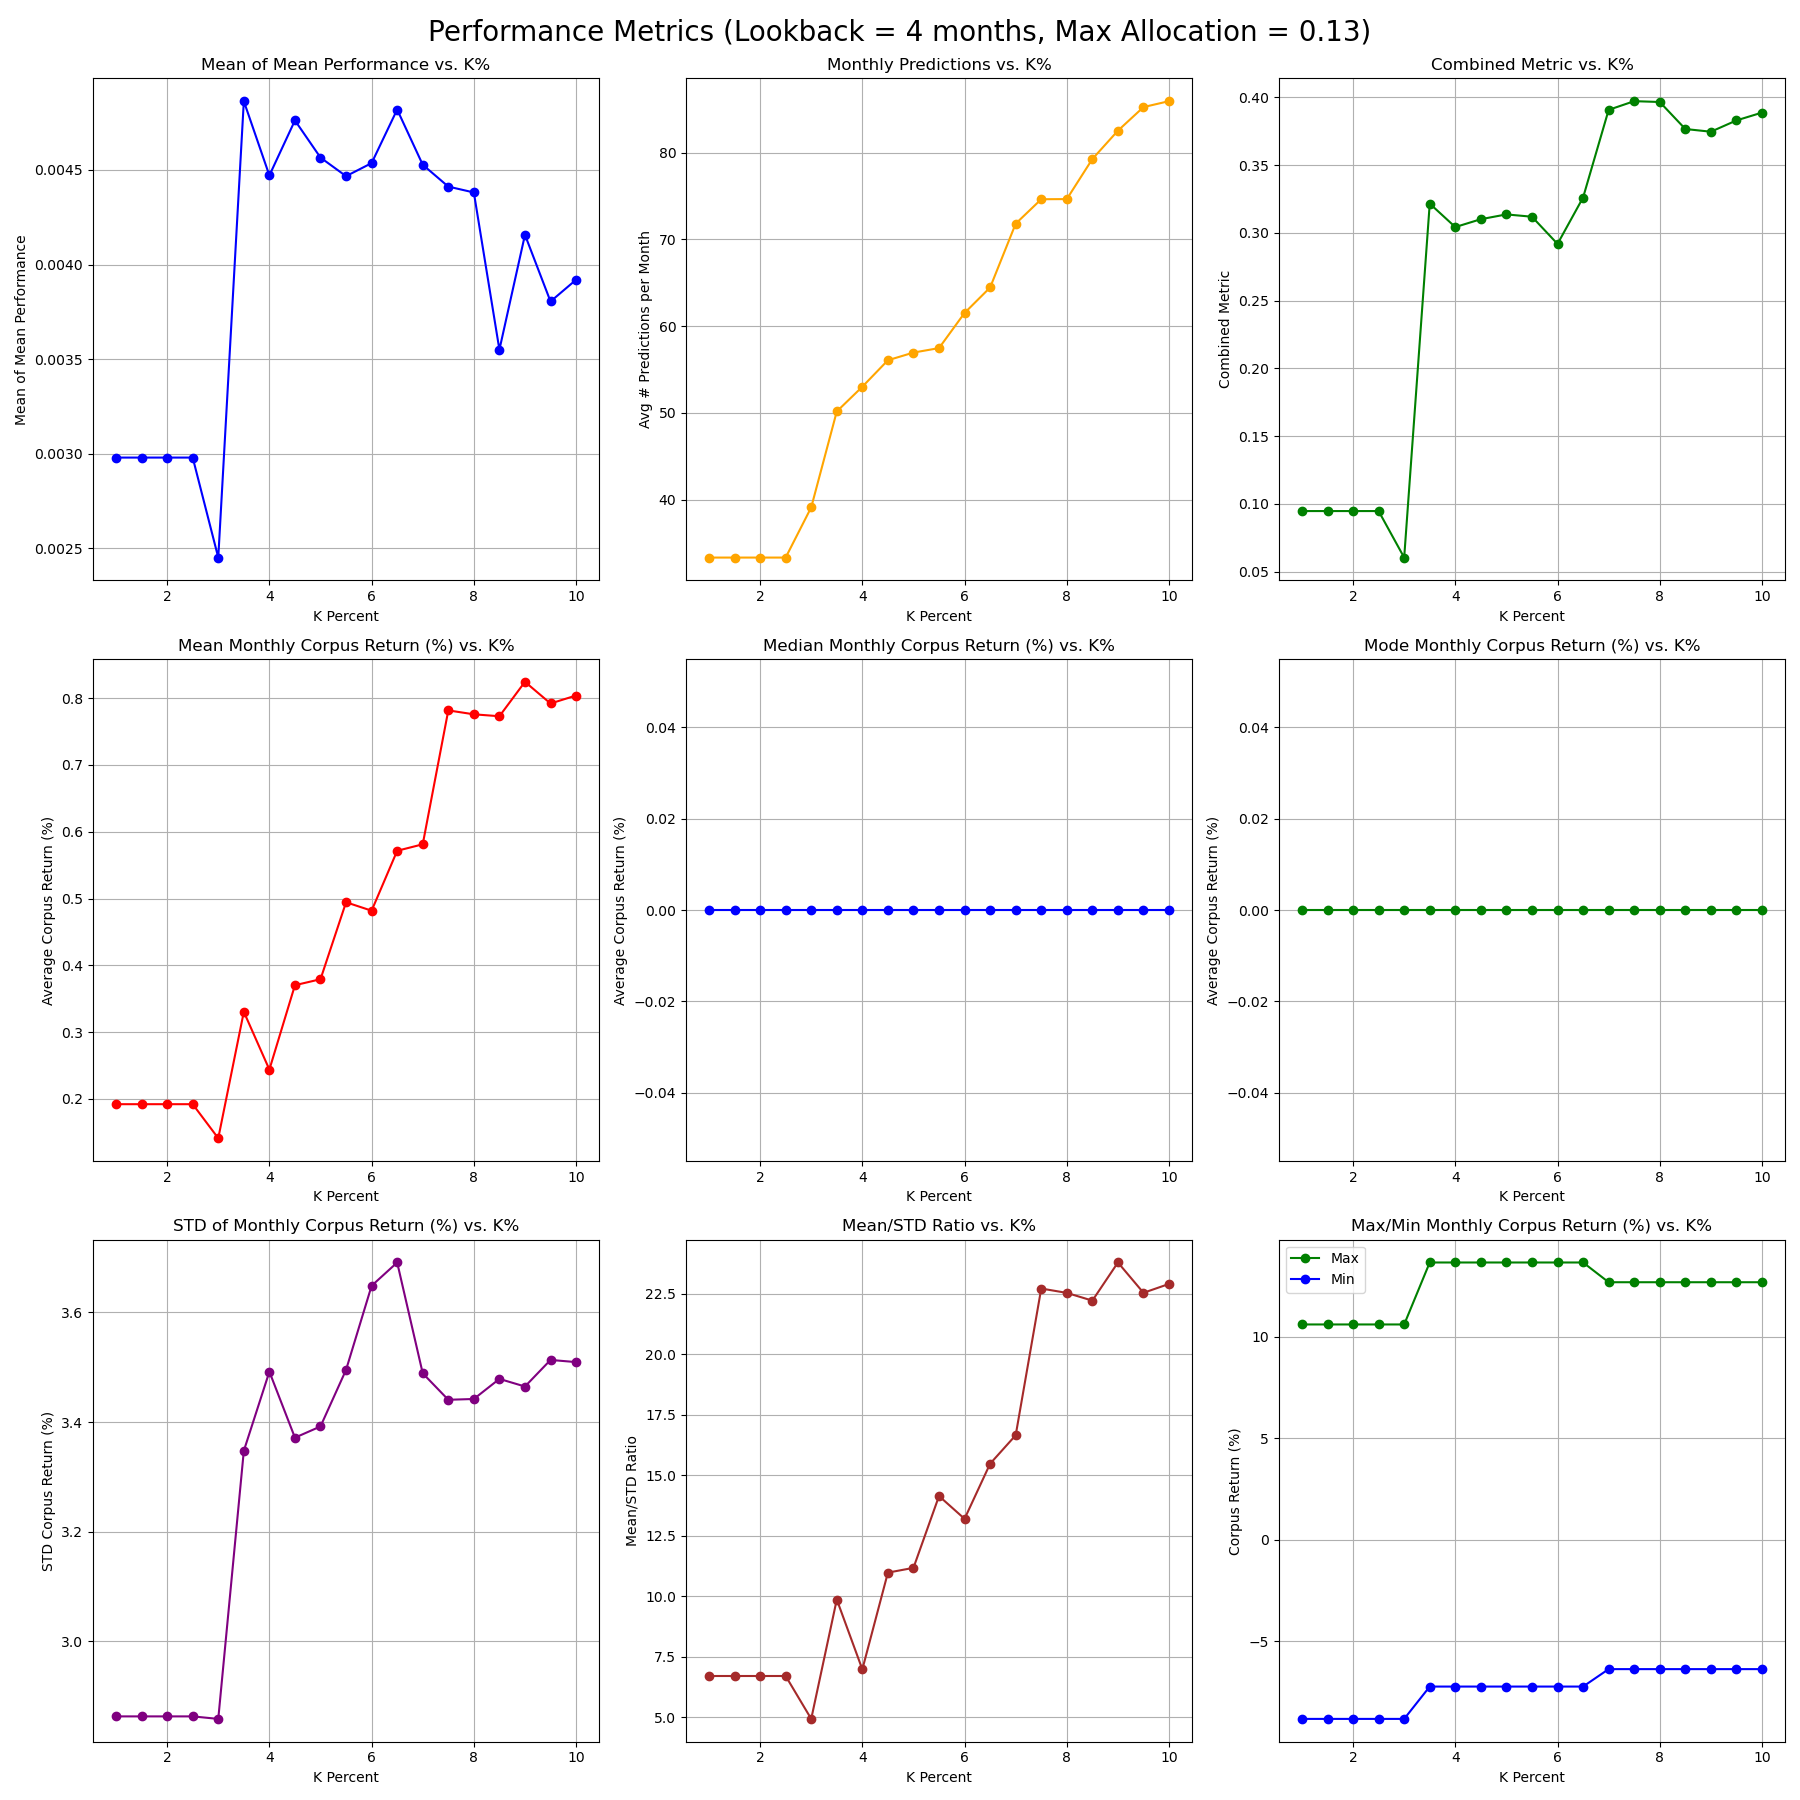 Performance Metrics (Lookback = 4 months, Max Allocation = 0.13)
Mean of Mean Performance vs. K%
Mean of Mean Performance
0.0045
0.0040
0.0035
0.0030
0.0025
2 4 6 8 10
K Percent
Monthly Predictions vs. K%
Avg # Predictions per Month
80
70
60
50
40
2 4 6 8 10
K Percent
Combined Metric vs. K%
Combined Metric
0.40
0.35
0.30
0.25
0.20
0.15
0.10
0.05
2 4 6 8 10
K Percent
Mean Monthly Corpus Return (%) vs. K%
Average Corpus Return (%)
0.8
0.7
0.6
0.5
0.4
0.3
0.2
2 4 6 8 10
K Percent
Median Monthly Corpus Return (%) vs. K%
Average Corpus Return (%)
0.04
0.02
0.00
−0.02
−0.04
2 4 6 8 10
K Percent
Mode Monthly Corpus Return (%) vs. K%
Average Corpus Return (%)
0.04
0.02
0.00
−0.02
−0.04
2 4 6 8 10
K Percent
STD of Monthly Corpus Return (%) vs. K%
STD Corpus Return (%)
3.6
3.4
3.2
3.0
2 4 6 8 10
K Percent
Mean/STD Ratio vs. K%
Mean/STD Ratio
22.5
20.0
17.5
15.0
12.5
10.0
7.5
5.0
2 4 6 8 10
K Percent
Max/Min Monthly Corpus Return (%) vs. K%
Max
Min
Corpus Return (%)
10
5
0
−5
2 4 6 8 10
K Percent